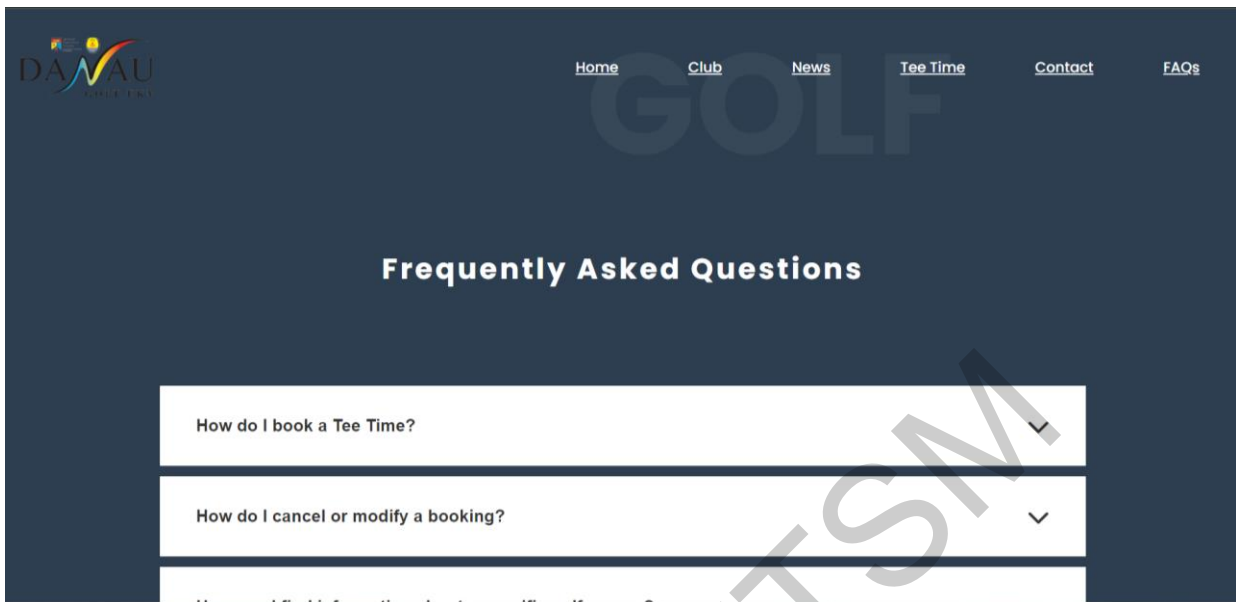 DANAU
GOLF
Home Club News Tee Time Contact FAQs
Frequently Asked Questions
How do I book a Tee Time?
How do I cancel or modify a booking?
TSM